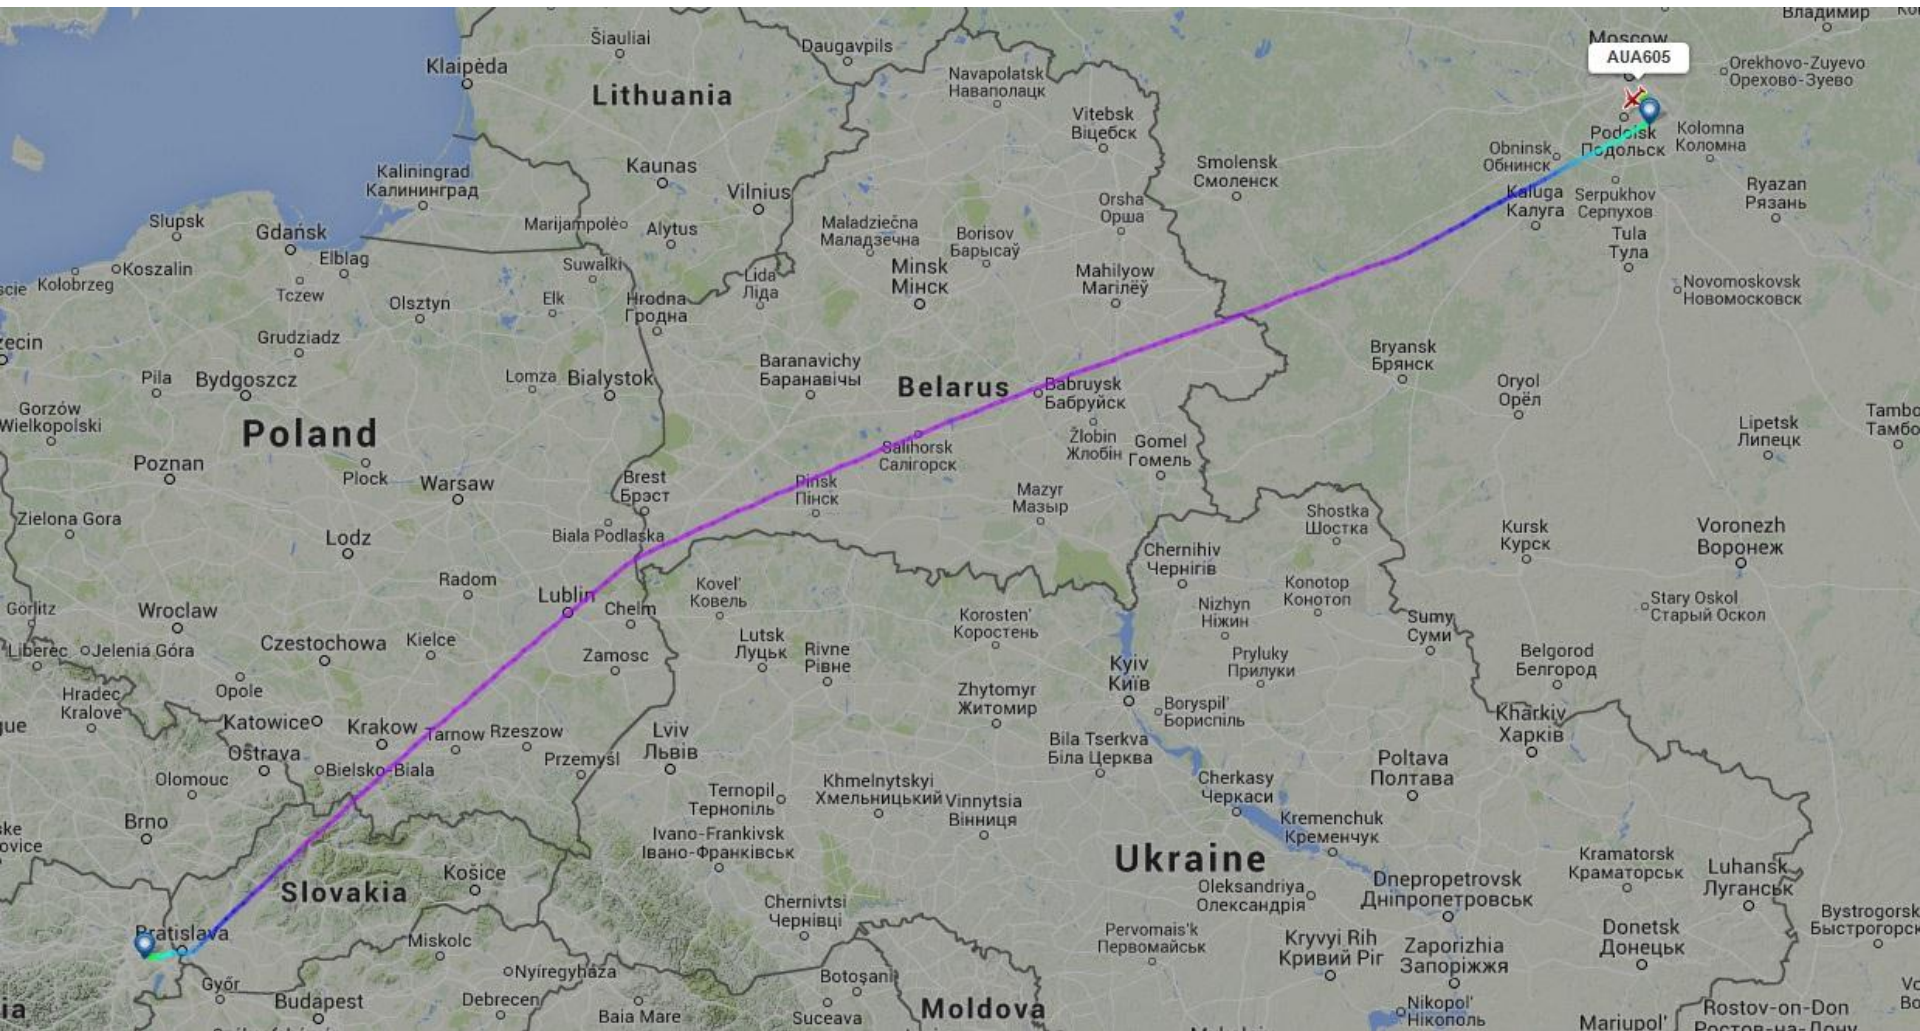 Владимир
Šiauliai
Daugavpils
Moscow
Klaipėda
AUA605
Orekhovo-Zuyevo
Орехово-Зуево
Navapolatsk
Наваполацк
Lithuania
Vitebsk
Віцебск
Podolsk
Подольск
Kolomna
Коломна
Obninsk
Обнинск
Kaliningrad
Калининград
Kaunas
Vilnius
Smolensk
Смоленск
Kaluga
Калуга
Serpukhov
Серпухов
Ryazan
Рязань
Slupsk
Gdańsk
Marijampolė
Alytus
Maladziečna
Маладзечна
Borisov
Барысаў
Orsha
Орша
Tula
Тула
Koszalin
Kołobrzeg
Elblag
Tczew
Suwalki
Lida
Ліда
Minsk
Мінск
Mahilyow
Магілёў
Novomoskovsk
Новомосковск
Olsztyn
Elk
Hrodna
Гродна
Grudziadz
Pila
Bydgoszcz
Lomza
Bialystok
Baranavichy
Баранавічы
Belarus
Babruysk
Бабруйск
Bryansk
Брянск
Oryol
Орёл
Gorzów
Wielkopolski
Poland
Salihorsk
Салігорск
Žlobin
Жлобін
Gomel
Гомель
Lipetsk
Липецк
Tambo
Тамбо
Poznan
Plock
Warsaw
Brest
Брэст
Pinsk
Пінск
Mazyr
Мазыр
Shostka
Шостка
Zielona Gora
Lodz
Biala Podlaska
Chernihiv
Чернігів
Kursk
Курск
Voronezh
Воронеж
Radom
Lublin
Chelm
Kovel'
Ковель
Konotop
Конотоп
Görlitz
Wroclaw
Korosten'
Коростень
Nizhyn
Ніжин
Sumy
Суми
Stary Oskol
Старый Оскол
Liberec
Jelenia Góra
Czestochowa
Kielce
Zamosc
Lutsk
Луцьк
Rivne
Рівне
Kyiv
Київ
Pryluky
Прилуки
Belgorod
Белгород
Hradec
Kralove
Opole
Zhytomyr
Житомир
Boryspil'
Бориспіль
Kharkiv
Харків
Katowice
Krakow
Tarnow
Rzeszow
Lviv
Львів
Bila Tserkva
Біла Церква
Ostrava
Bielsko-Biala
Przemyśl
Poltava
Полтава
Olomouc
Ternopil
Тернопіль
Khmelnytskyi
Хмельницький
Vinnytsia
Вінниця
Cherkasy
Черкаси
Brno
Ivano-Frankivsk
Івано-Франківськ
Kremenchuk
Кременчук
Slovakia
Košice
Ukraine
Kramatorsk
Краматорськ
Luhansk
Луганськ
Oleksandriya
Олександрія
Dnepropetrovsk
Дніпропетровськ
Chernivtsi
Чернівці
Bratislava
Miskolc
Pervomais'k
Первомайськ
Kryvyi Rih
Кривий Ріг
Zaporizhia
Запоріжжя
Donetsk
Донецьк
Bystrogorsk
Быстрогорск
Győr
Nyíregyháza
Botoșani
Budapest
Debrecen
Baia Mare
Suceava
Moldova
Nikopol'
Нікополь
Mariupol'
Rostov-on-Don
Ростов-на-Дону